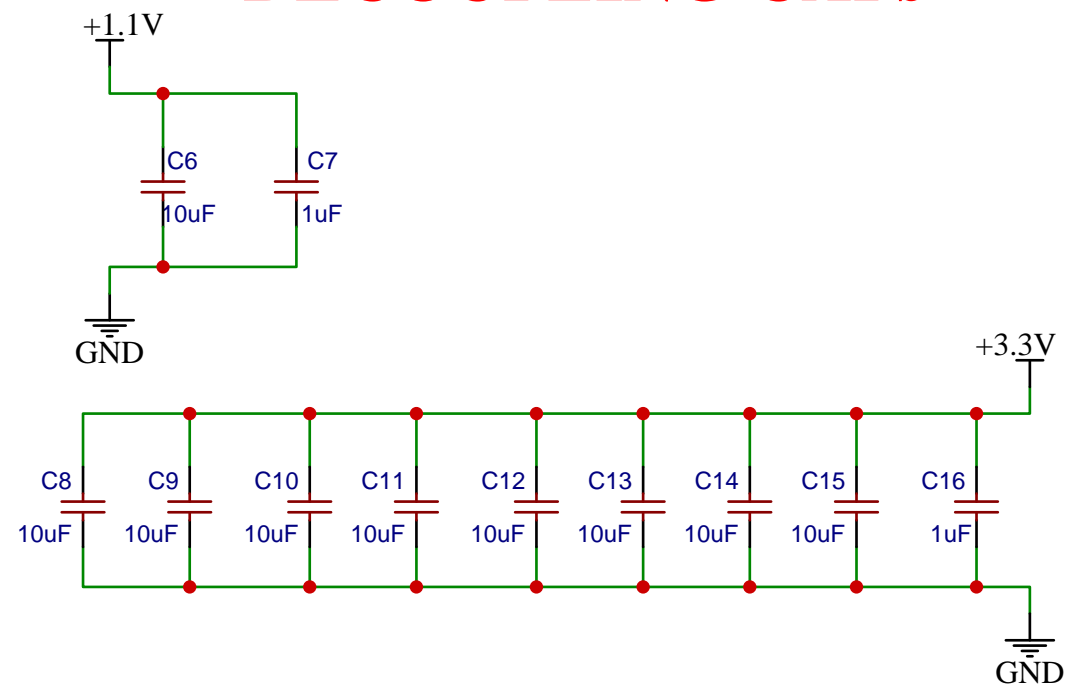 +1.1V
C6 C7
10uF 1uF
GND
+3.3V
C8 C9 C10 C11 C12 C13 C14 C15 C16
10uF 10uF 10uF 10uF 10uF 10uF 10uF 10uF 1uF
GND